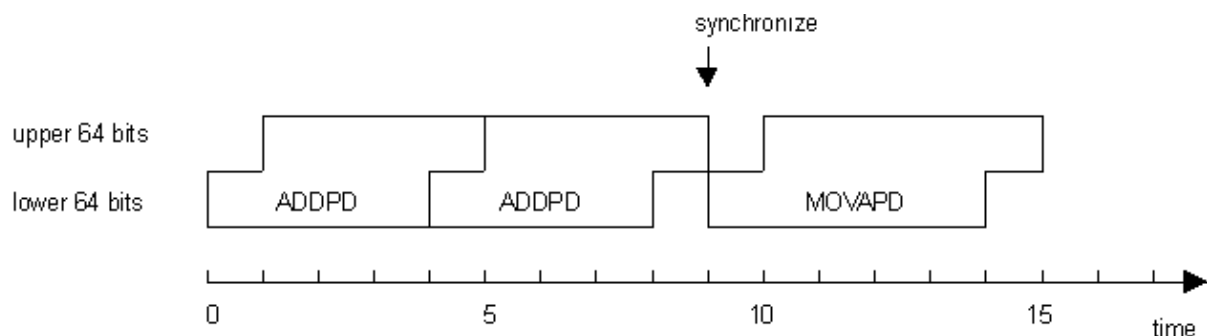 synchronize
upper 64 bits
lower 64 bits ADDPD ADDPD MOVAPD
0 5 10 15
time